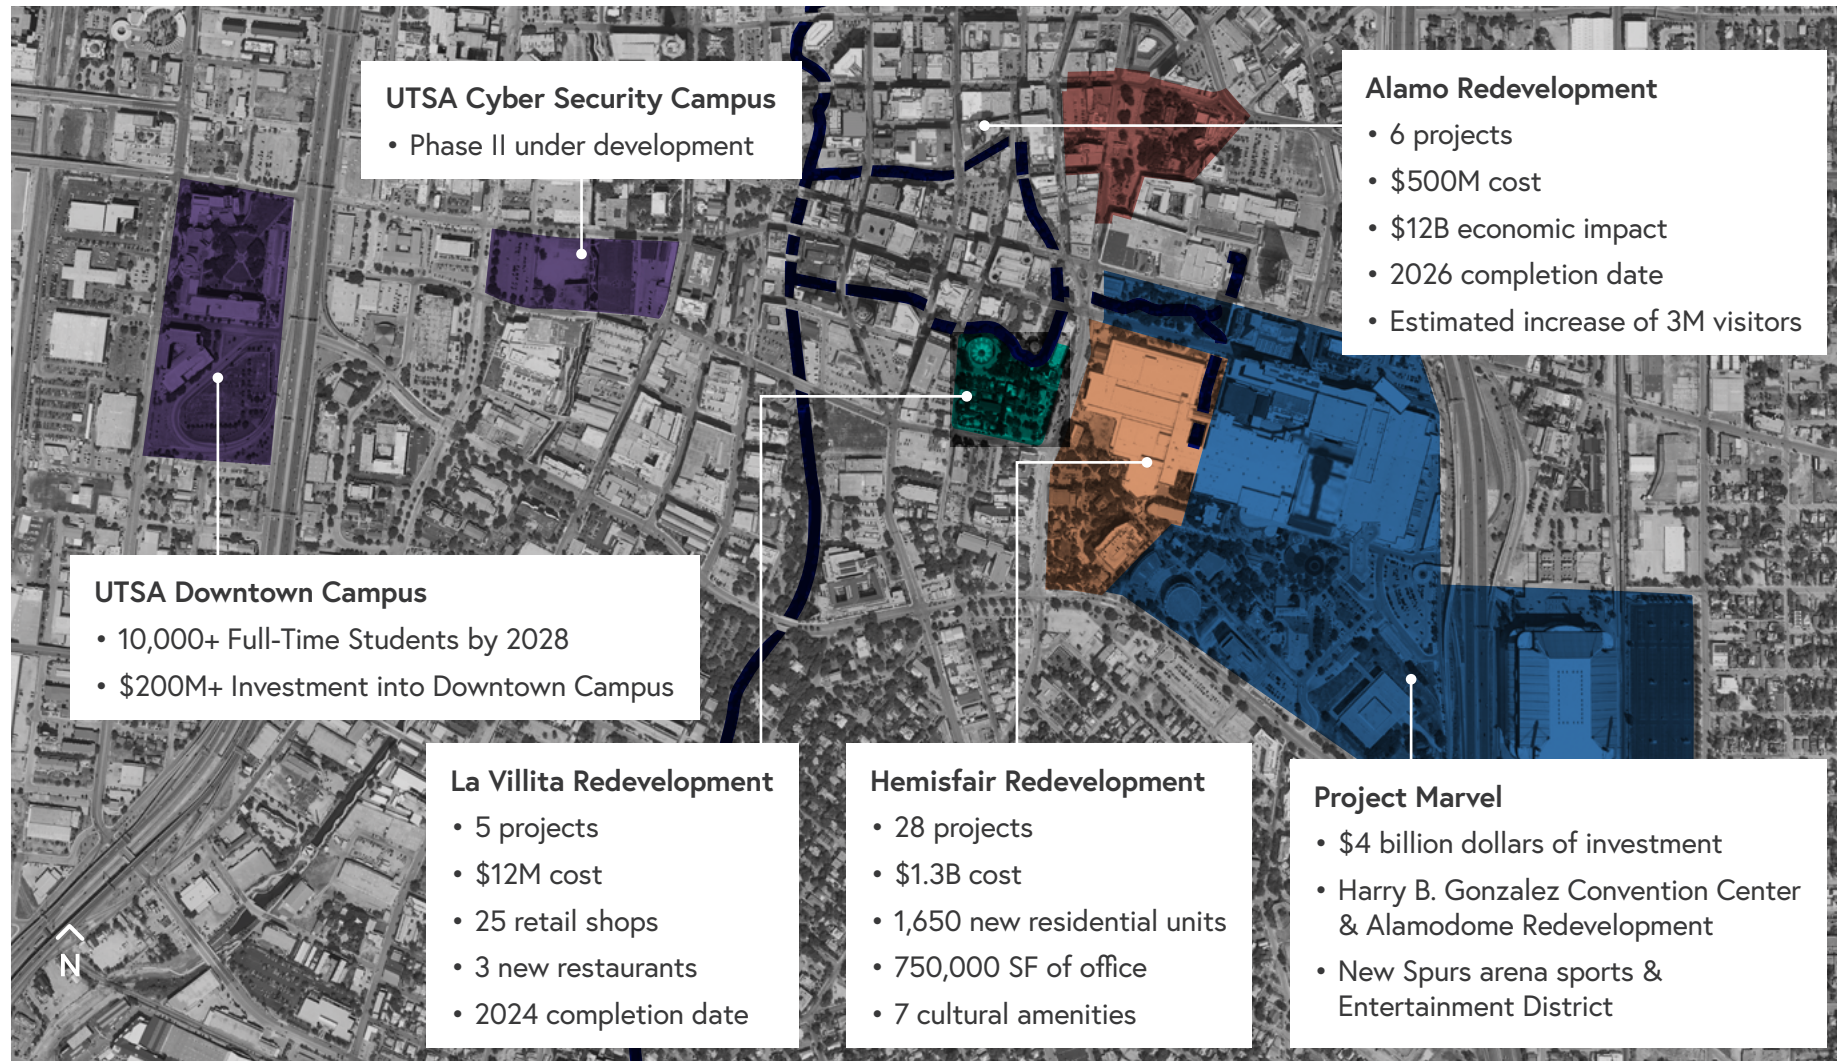 UTSA Cyber Security Campus
• Phase II under development
Alamo Redevelopment
• 6 projects
• $500M cost
• $12B economic impact
• 2026 completion date
• Estimated increase of 3M visitors
UTSA Downtown Campus
• 10,000+ Full-Time Students by 2028
• $200M+ Investment into Downtown Campus
La Villita Redevelopment
• 5 projects
• $12M cost
• 25 retail shops
• 3 new restaurants
• 2024 completion date
Hemisfair Redevelopment
• 28 projects
• $1.3B cost
• 1,650 new residential units
• 750,000 SF of office
• 7 cultural amenities
Project Marvel
• $4 billion dollars of investment
• Harry B. Gonzalez Convention Center
& Alamodome Redevelopment
• New Spurs arena sports &
Entertainment District
N